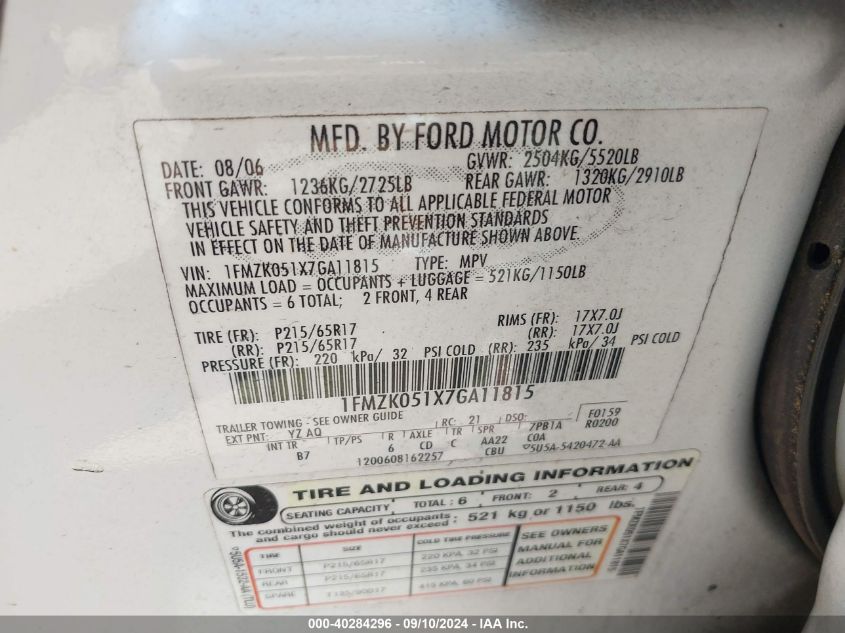 MFD. BY FORD MOTOR CO.
DATE: 08/06 GVWR: 2504KG/5520LB
FRONT GAWR: 1236KG/2725LB REAR GAWR: 1320KG/2910LB
THIS VEHICLE CONFORMS TO ALL APPLICABLE FEDERAL MOTOR
VEHICLE SAFETY AND THEFT PREVENTION STANDARDS
IN EFFECT ON THE DATE OF MANUFACTURE SHOWN ABOVE
VIN: 1FMZK051X7GA11815 TYPE: MPV
MAXIMUM LOAD = OCCUPANTS + LUGGAGE = 521KG/1150LB
OCCUPANTS = 6 TOTAL; 2 FRONT, 4 REAR
TIRE (FR): P215/65R17 RIMS (FR): 17X7.0J
(RR): P215/65R17 (RR): 17X7.0J
PRESSURE (FR): 220 kPa/ 32 PSI COLD (RR): 235 kPa/ 34 PSI COLD
1FMZK051X7GA11815
TRAILER TOWING - SEE OWNER GUIDE
EXT PNT: YZ AQ RC: 21 DSO: F0159
INT TR TP/PS R AXLE TR SPR 7PB1A R0200
B7 6 CD C AA22 COA
1200608162257 CBU 5U5A-5420472-AA
TIRE AND LOADING INFORMATION
SEATING CAPACITY TOTAL: 6 FRONT: 2 REAR: 4
The combined weight of occupants
and cargo should never exceed: 521 kg or 1150 lbs.
TIRE SIZE COLD TIRE PRESSURE
FRONT P215/65R17 220 KPA, 32 PSI
REAR P215/65R17 235 KPA, 34 PSI
SPARE 60 PSI
SEE OWNERS
MANUAL FOR
ADDITIONAL
INFORMATION
000-40284296 - 09/10/2024 - IAA Inc.